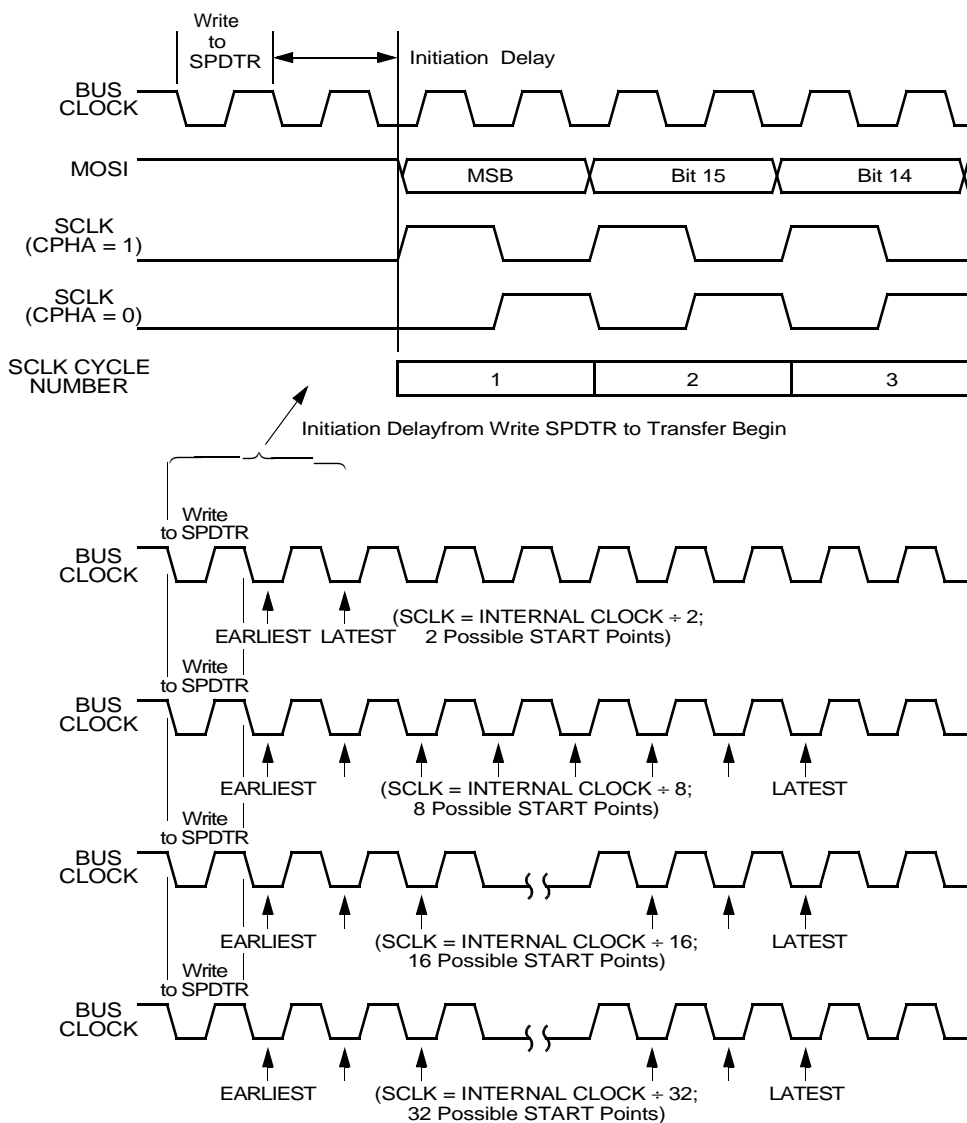 Write
to
SPDTR
Initiation Delay
BUS
CLOCK
MOSI
MSB
Bit 15
Bit 14
SCLK
(CPHA = 1)
SCLK
(CPHA = 0)
SCLK CYCLE
NUMBER
1
2
3
Initiation Delayfrom Write SPDTR to Transfer Begin
Write
to SPDTR
BUS
CLOCK
EARLIEST
LATEST
(SCLK = INTERNAL CLOCK ÷ 2;
2 Possible START Points)
Write
to SPDTR
BUS
CLOCK
EARLIEST
(SCLK = INTERNAL CLOCK ÷ 8;
8 Possible START Points)
LATEST
Write
to SPDTR
BUS
CLOCK
EARLIEST
(SCLK = INTERNAL CLOCK ÷ 16;
16 Possible START Points)
LATEST
Write
to SPDTR
BUS
CLOCK
EARLIEST
(SCLK = INTERNAL CLOCK ÷ 32;
32 Possible START Points)
LATEST